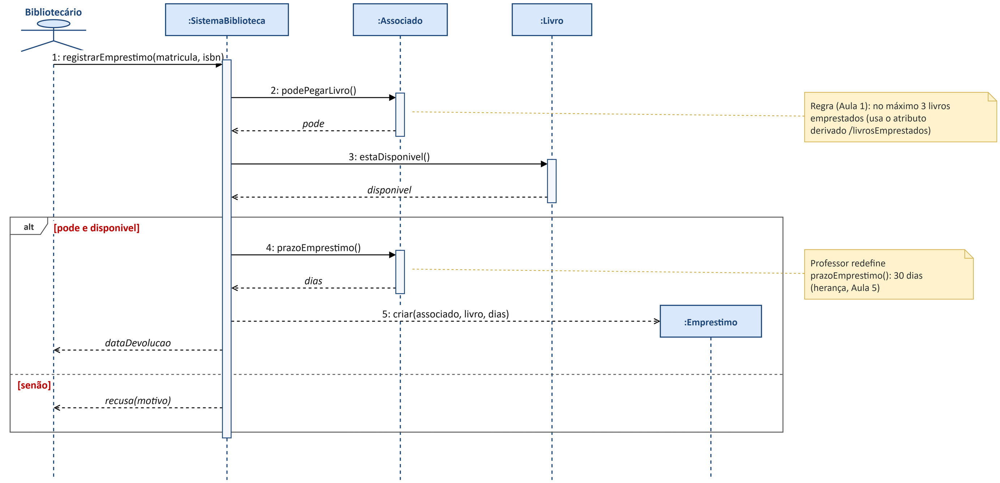 Bibliotecário
:SistemaBiblioteca
:Associado
:Livro
1: registrarEmprestimo(matricula, isbn)
2: podePegarLivro()
Regra (Aula 1): no máximo 3 livros
emprestados (usa o atributo
derivado /livrosEmprestados)
pode
3: estaDisponivel()
disponivel
alt
[pode e disponivel]
4: prazoEmprestimo()
Professor redefine
prazoEmprestimo(): 30 dias
(herança, Aula 5)
dias
5: criar(associado, livro, dias)
:Emprestimo
dataDevolucao
[senão]
recusa(motivo)